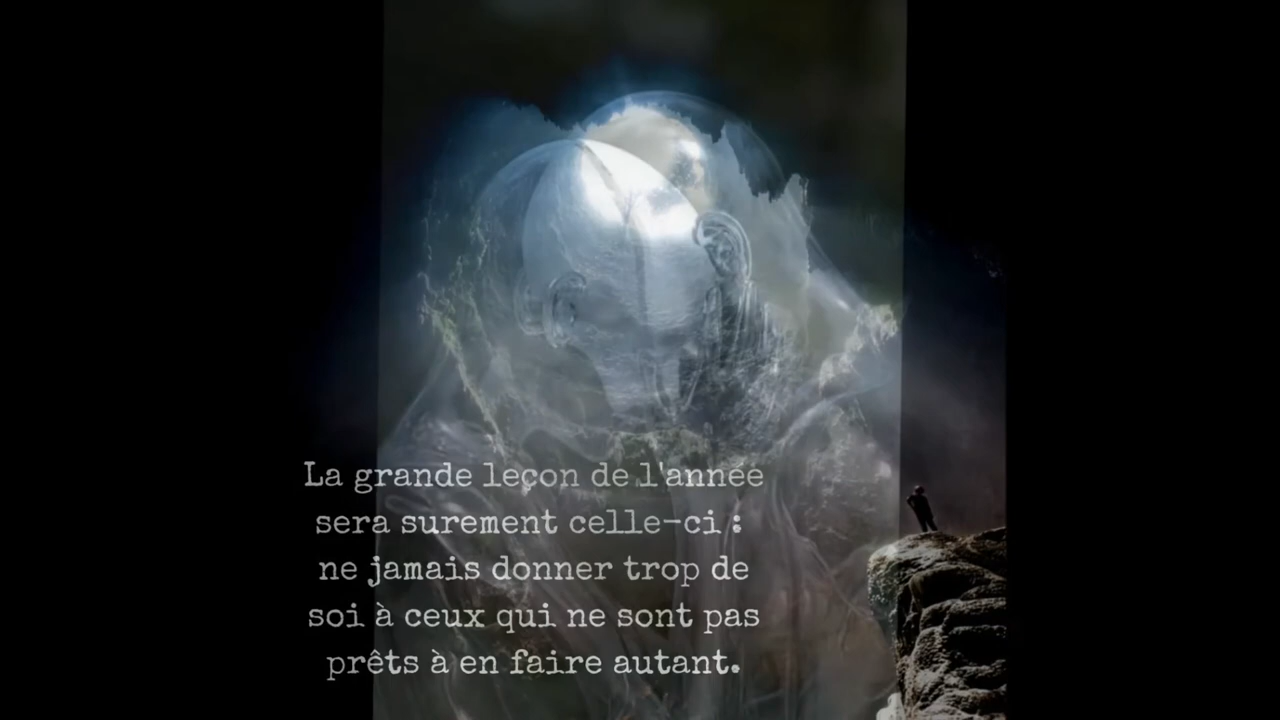 La grande leçon de l'année
sera surement celle-ci :
ne jamais donner trop de
soi à ceux qui ne sont pas
prêts à en faire autant.